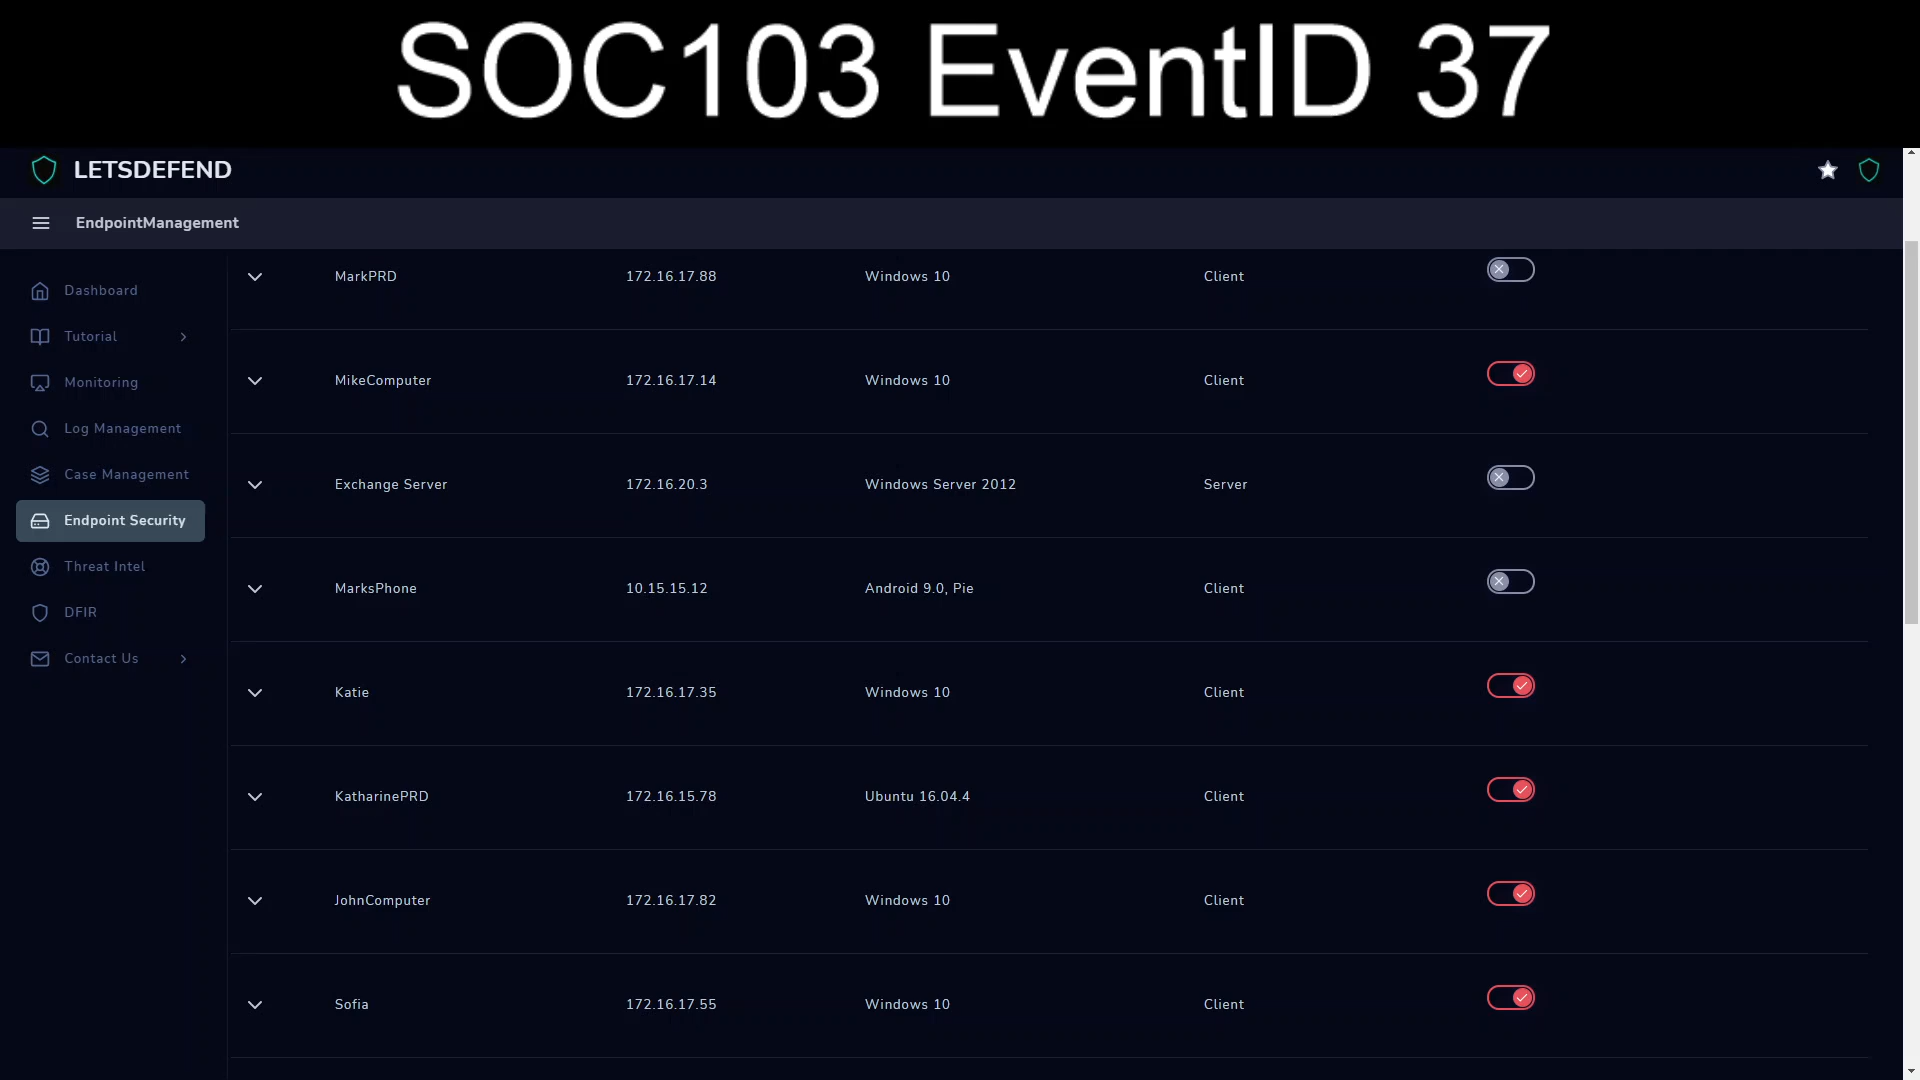 SOC103 EventID 37
LETSDEFEND
EndpointManagement
Dashboard
Tutorial
Monitoring
Log Management
Case Management
Endpoint Security
Threat Intel
DFIR
Contact Us
MarkPRD 172.16.17.88 Windows 10 Client
MikeComputer 172.16.17.14 Windows 10 Client
Exchange Server 172.16.20.3 Windows Server 2012 Server
MarksPhone 10.15.15.12 Android 9.0, Pie Client
Katie 172.16.17.35 Windows 10 Client
KatharinePRD 172.16.15.78 Ubuntu 16.04.4 Client
JohnComputer 172.16.17.82 Windows 10 Client
Sofia 172.16.17.55 Windows 10 Client